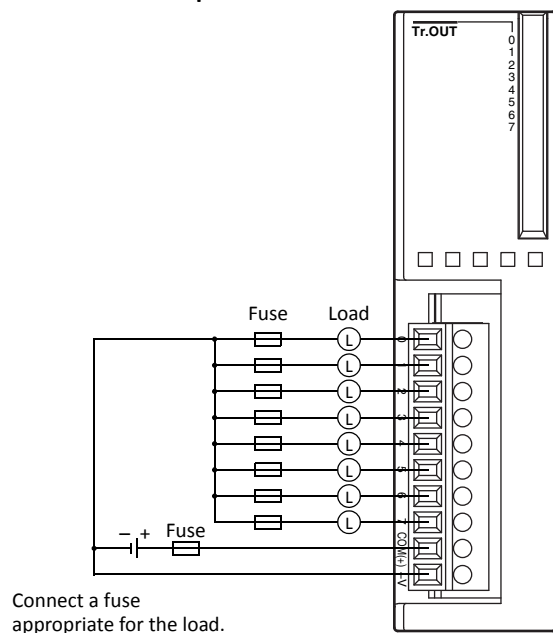 Tr.OUT
0
1
2
3
4
5
6
7
Fuse Load
L 0
L 1
L 2
L 3
L 4
L 5
L 6
L 7
– + Fuse COM(+)
–V
Connect a fuse
appropriate for the load.